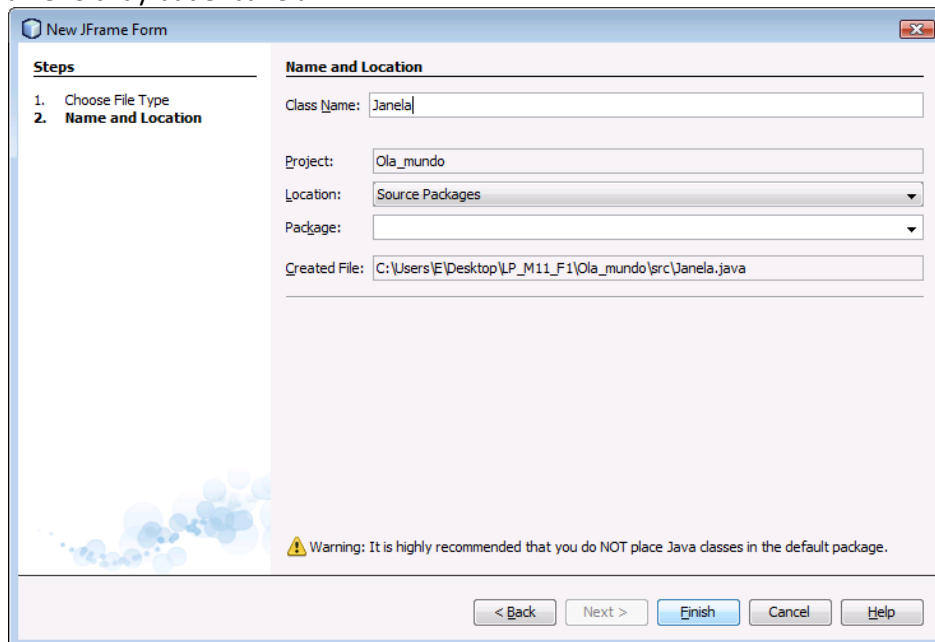 New JFrame Form
Steps
1. Choose File Type
2. Name and Location
Name and Location
Class Name: Janela
Project: Ola_mundo
Location: Source Packages
Package:
Created File: C:\Users\E\Desktop\LP_M11_F1\Ola_mundo\src\Janela.java
Warning: It is highly recommended that you do NOT place Java classes in the default package.
< Back Next > Finish Cancel Help